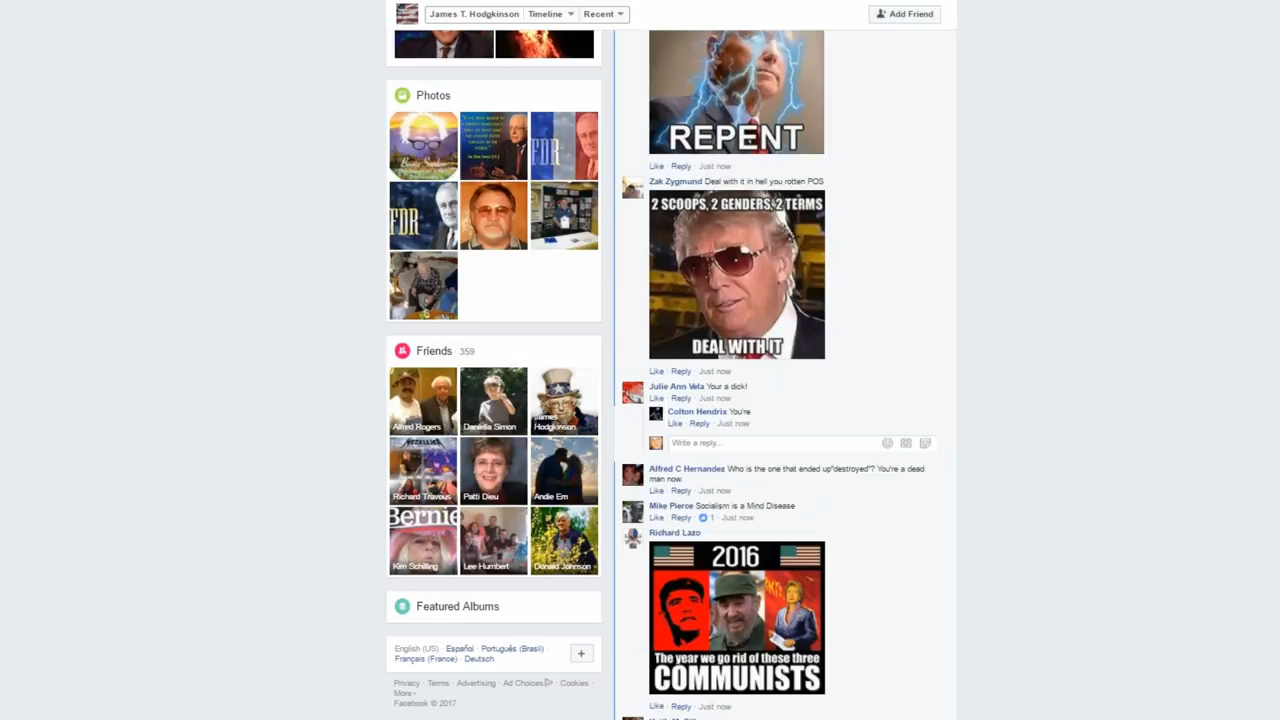 James T. Hodgkinson Timeline Recent
Add Friend
Photos
FDR
FDR
Friends · 359
Alfred Rogers
Daniella Simon
James
Hodgkinson
METALLICA
Richard Travous
Patti Dieu
Andie Em
Bernie
Kim Schilling
Lee Humbert
Donald Johnson
Featured Albums
English (US) · Español · Português (Brasil) ·
Français (France) · Deutsch
+
Privacy · Terms · Advertising · Ad Choices · Cookies ·
More
Facebook © 2017
REPENT
Like · Reply · Just now
Zak Zygmund Deal with it in hell you rotten POS
2 SCOOPS, 2 GENDERS, 2 TERMS
DEAL WITH IT
Like · Reply · Just now
Julie Ann Vela Your a dick!
Like · Reply · Just now
Colton Hendrix You're
Like · Reply · Just now
Write a reply...
Alfred C Hernandez Who is the one that ended up"destroyed"? You're a dead
man now.
Like · Reply · Just now
Mike Pierce Socialism is a Mind Disease
Like · Reply · 1 · Just now
Richard Lazo
2016
The year we go rid of these three
COMMUNISTS
Like · Reply · Just now